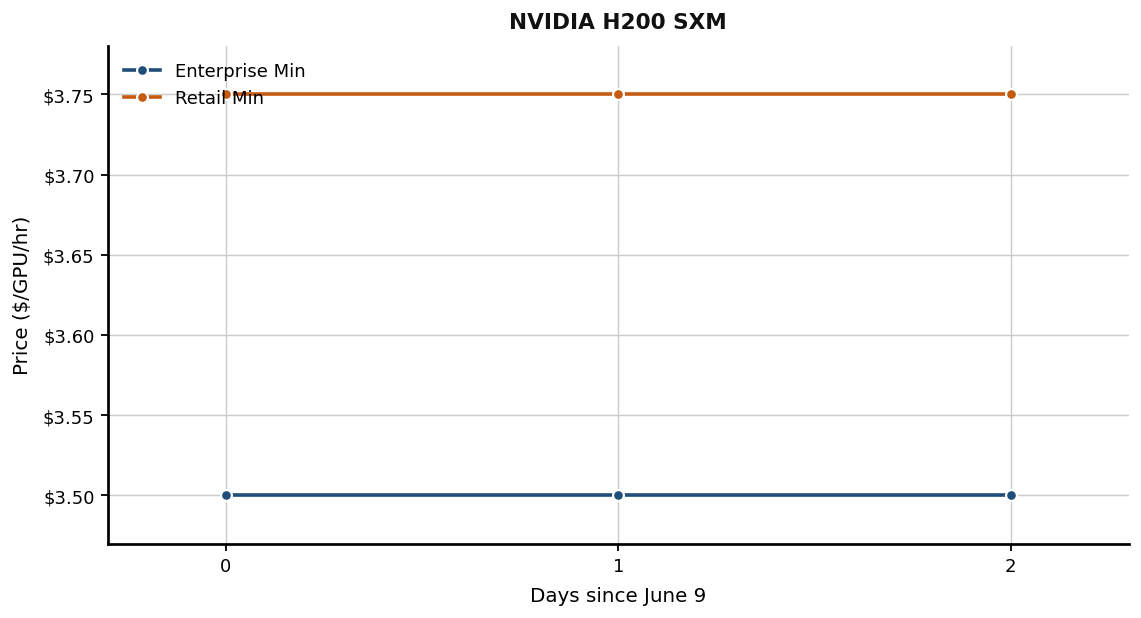 NVIDIA H200 SXM
Enterprise Min
Retail Min
$3.75
$3.70
$3.65
$3.60
$3.55
$3.50
Price ($/GPU/hr)
0 1 2
Days since June 9